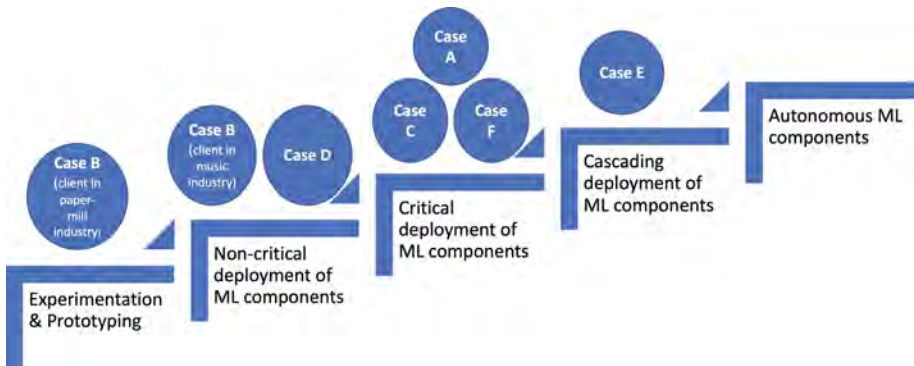 Case B
(client in
paper-
mill
industry)
Experimentation
& Prototyping
Case B
(client in
music
industry)
Case D
Non-critical
deployment of
ML components
Case
A
Case
C
Case
F
Critical
deployment of
ML components
Case E
Cascading
deployment of
ML components
Autonomous ML
components